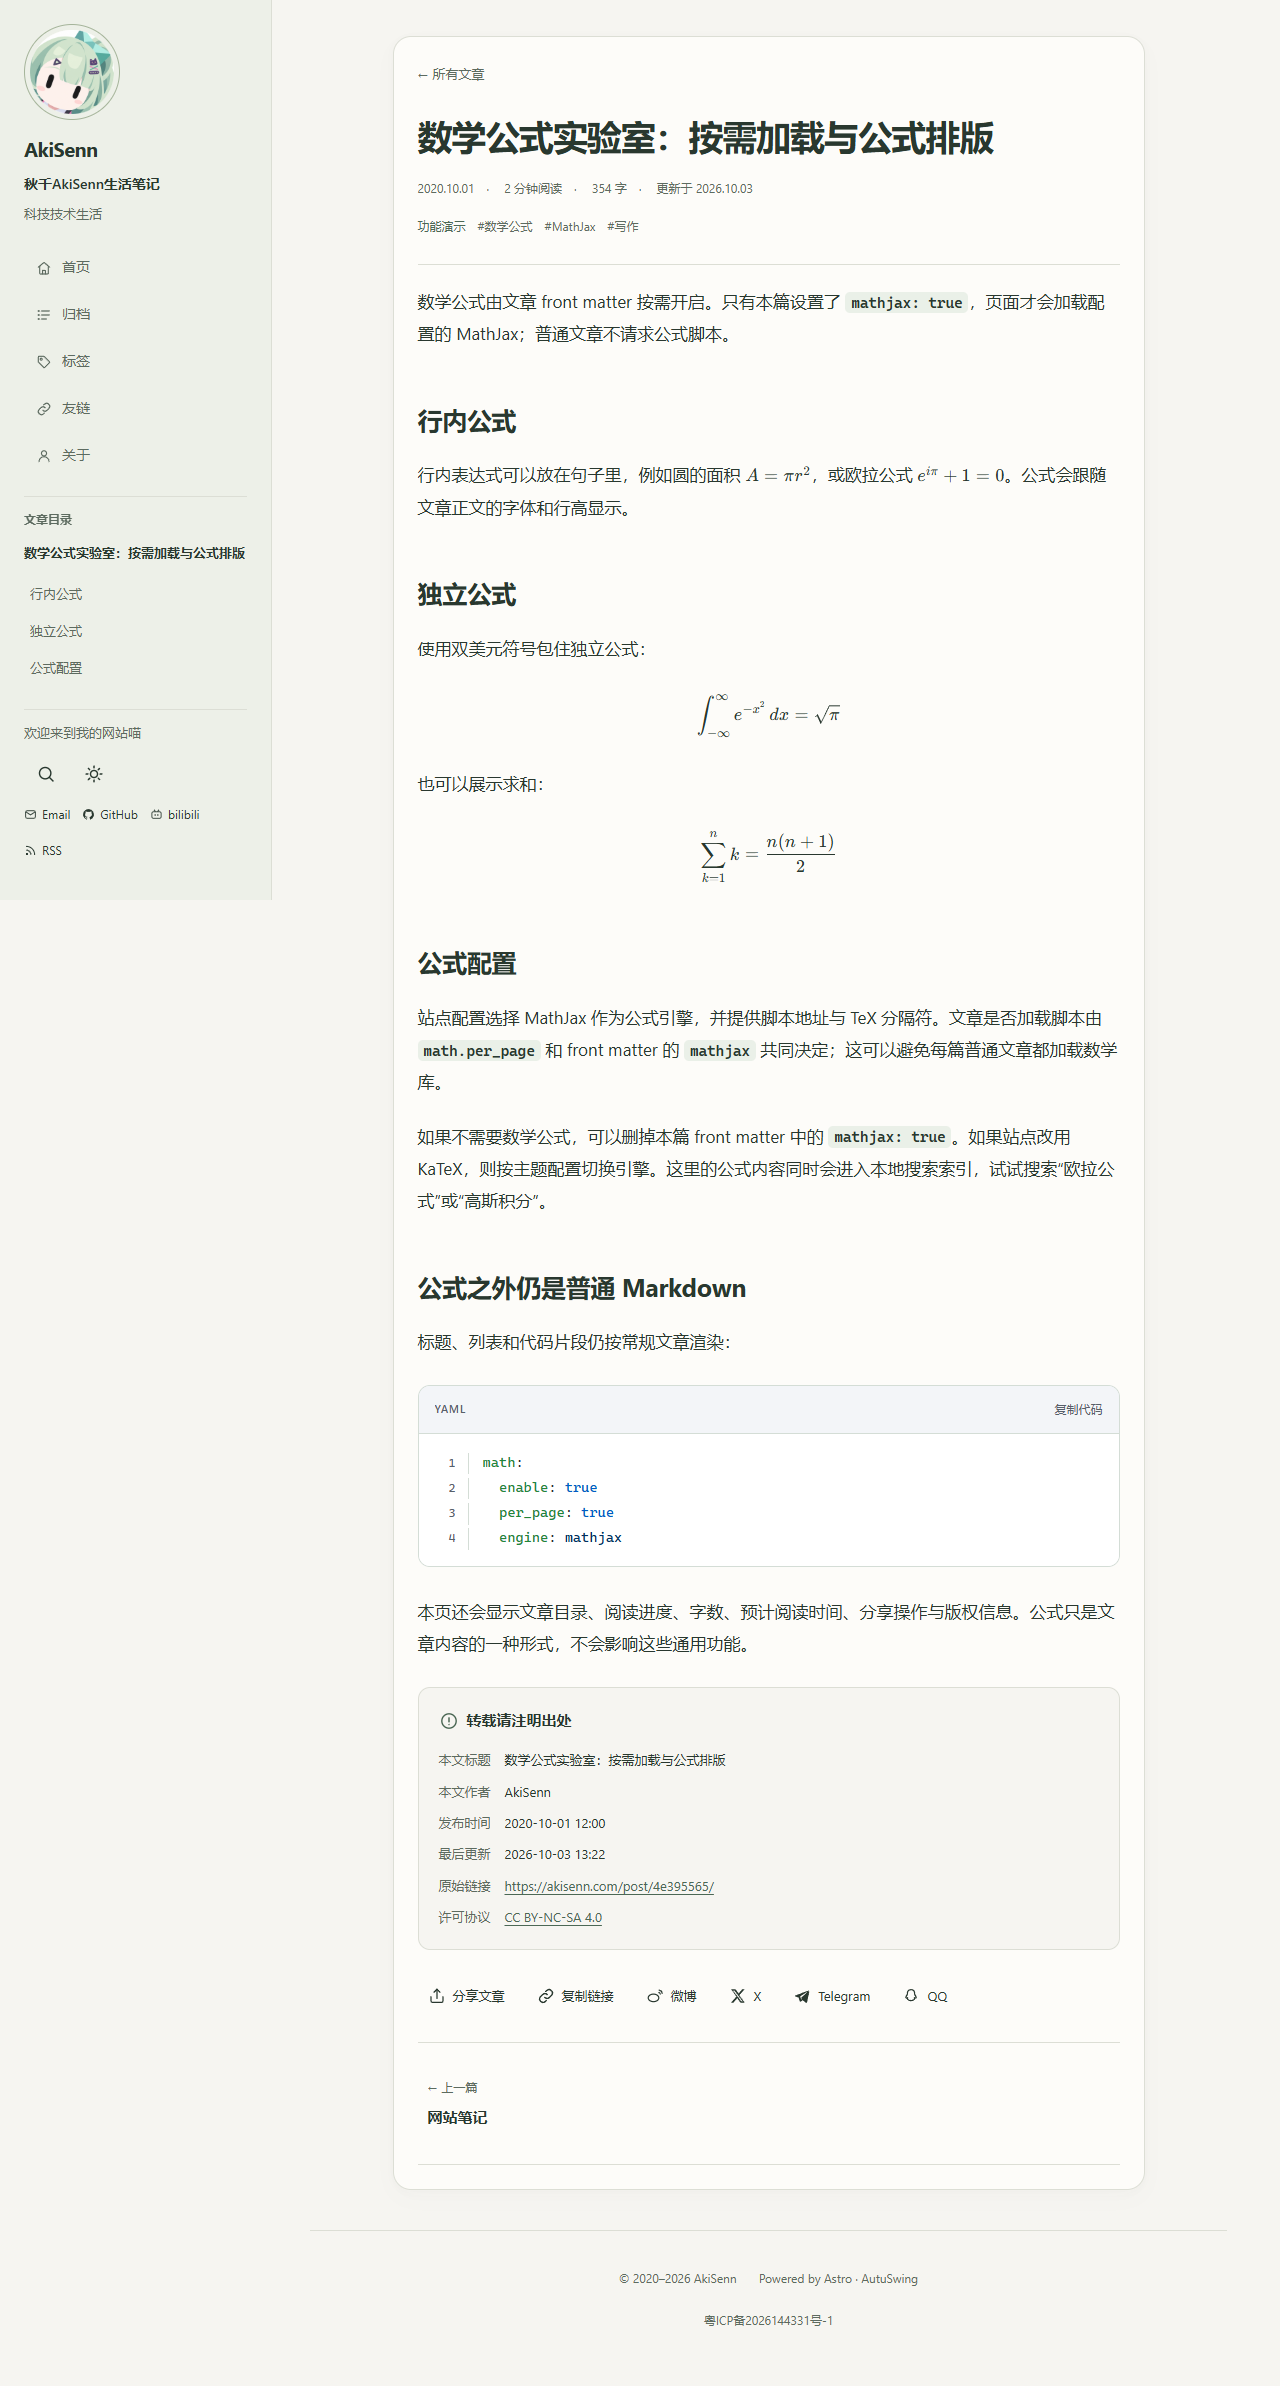 AkiSenn
秋千AkiSenn生活笔记
科技技术生活
首页
归档
标签
友链
关于
文章目录
数学公式实验室：按需加载与公式排版
行内公式
独立公式
公式配置
欢迎来到我的网站喵
Email GitHub bilibili
RSS
← 所有文章
数学公式实验室：按需加载与公式排版
2020.10.01 · 2 分钟阅读 · 354 字 · 更新于 2026.10.03
功能演示 #数学公式 #MathJax #写作
数学公式由文章 front matter 按需开启。只有本篇设置了 mathjax: true，页面才会加载配
置的 MathJax；普通文章不请求公式脚本。
行内公式
行内表达式可以放在句子里，例如圆的面积 A = πr²，或欧拉公式 e^{iπ} + 1 = 0。公式会跟随
文章正文的字体和行高显示。
独立公式
使用双美元符号包住独立公式：
∫_{−∞}^{∞} e^{−x²} dx = √π
也可以展示求和：
∑_{k=1}^{n} k = n(n + 1)/2
公式配置
站点配置选择 MathJax 作为公式引擎，并提供脚本地址与 TeX 分隔符。文章是否加载脚本由
math.per_page 和 front matter 的 mathjax 共同决定；这可以避免每篇普通文章都加载数学
库。
如果不需要数学公式，可以删掉本篇 front matter 中的 mathjax: true。如果站点改用
KaTeX，则按主题配置切换引擎。这里的公式内容同时会进入本地搜索索引，试试搜索“欧拉公
式”或“高斯积分”。
公式之外仍是普通 Markdown
标题、列表和代码片段仍按常规文章渲染：
YAML 复制代码
1 math:
2   enable: true
3   per_page: true
4   engine: mathjax
本页还会显示文章目录、阅读进度、字数、预计阅读时间、分享操作与版权信息。公式只是文
章内容的一种形式，不会影响这些通用功能。
转载请注明出处
本文标题 数学公式实验室：按需加载与公式排版
本文作者 AkiSenn
发布时间 2020-10-01 12:00
最后更新 2026-10-03 13:22
原始链接 https://akisenn.com/post/4e395565/
许可协议 CC BY-NC-SA 4.0
分享文章 复制链接 微博 X Telegram QQ
← 上一篇
网站笔记
© 2020–2026 AkiSenn Powered by Astro · AutuSwing
粤ICP备2026144331号-1